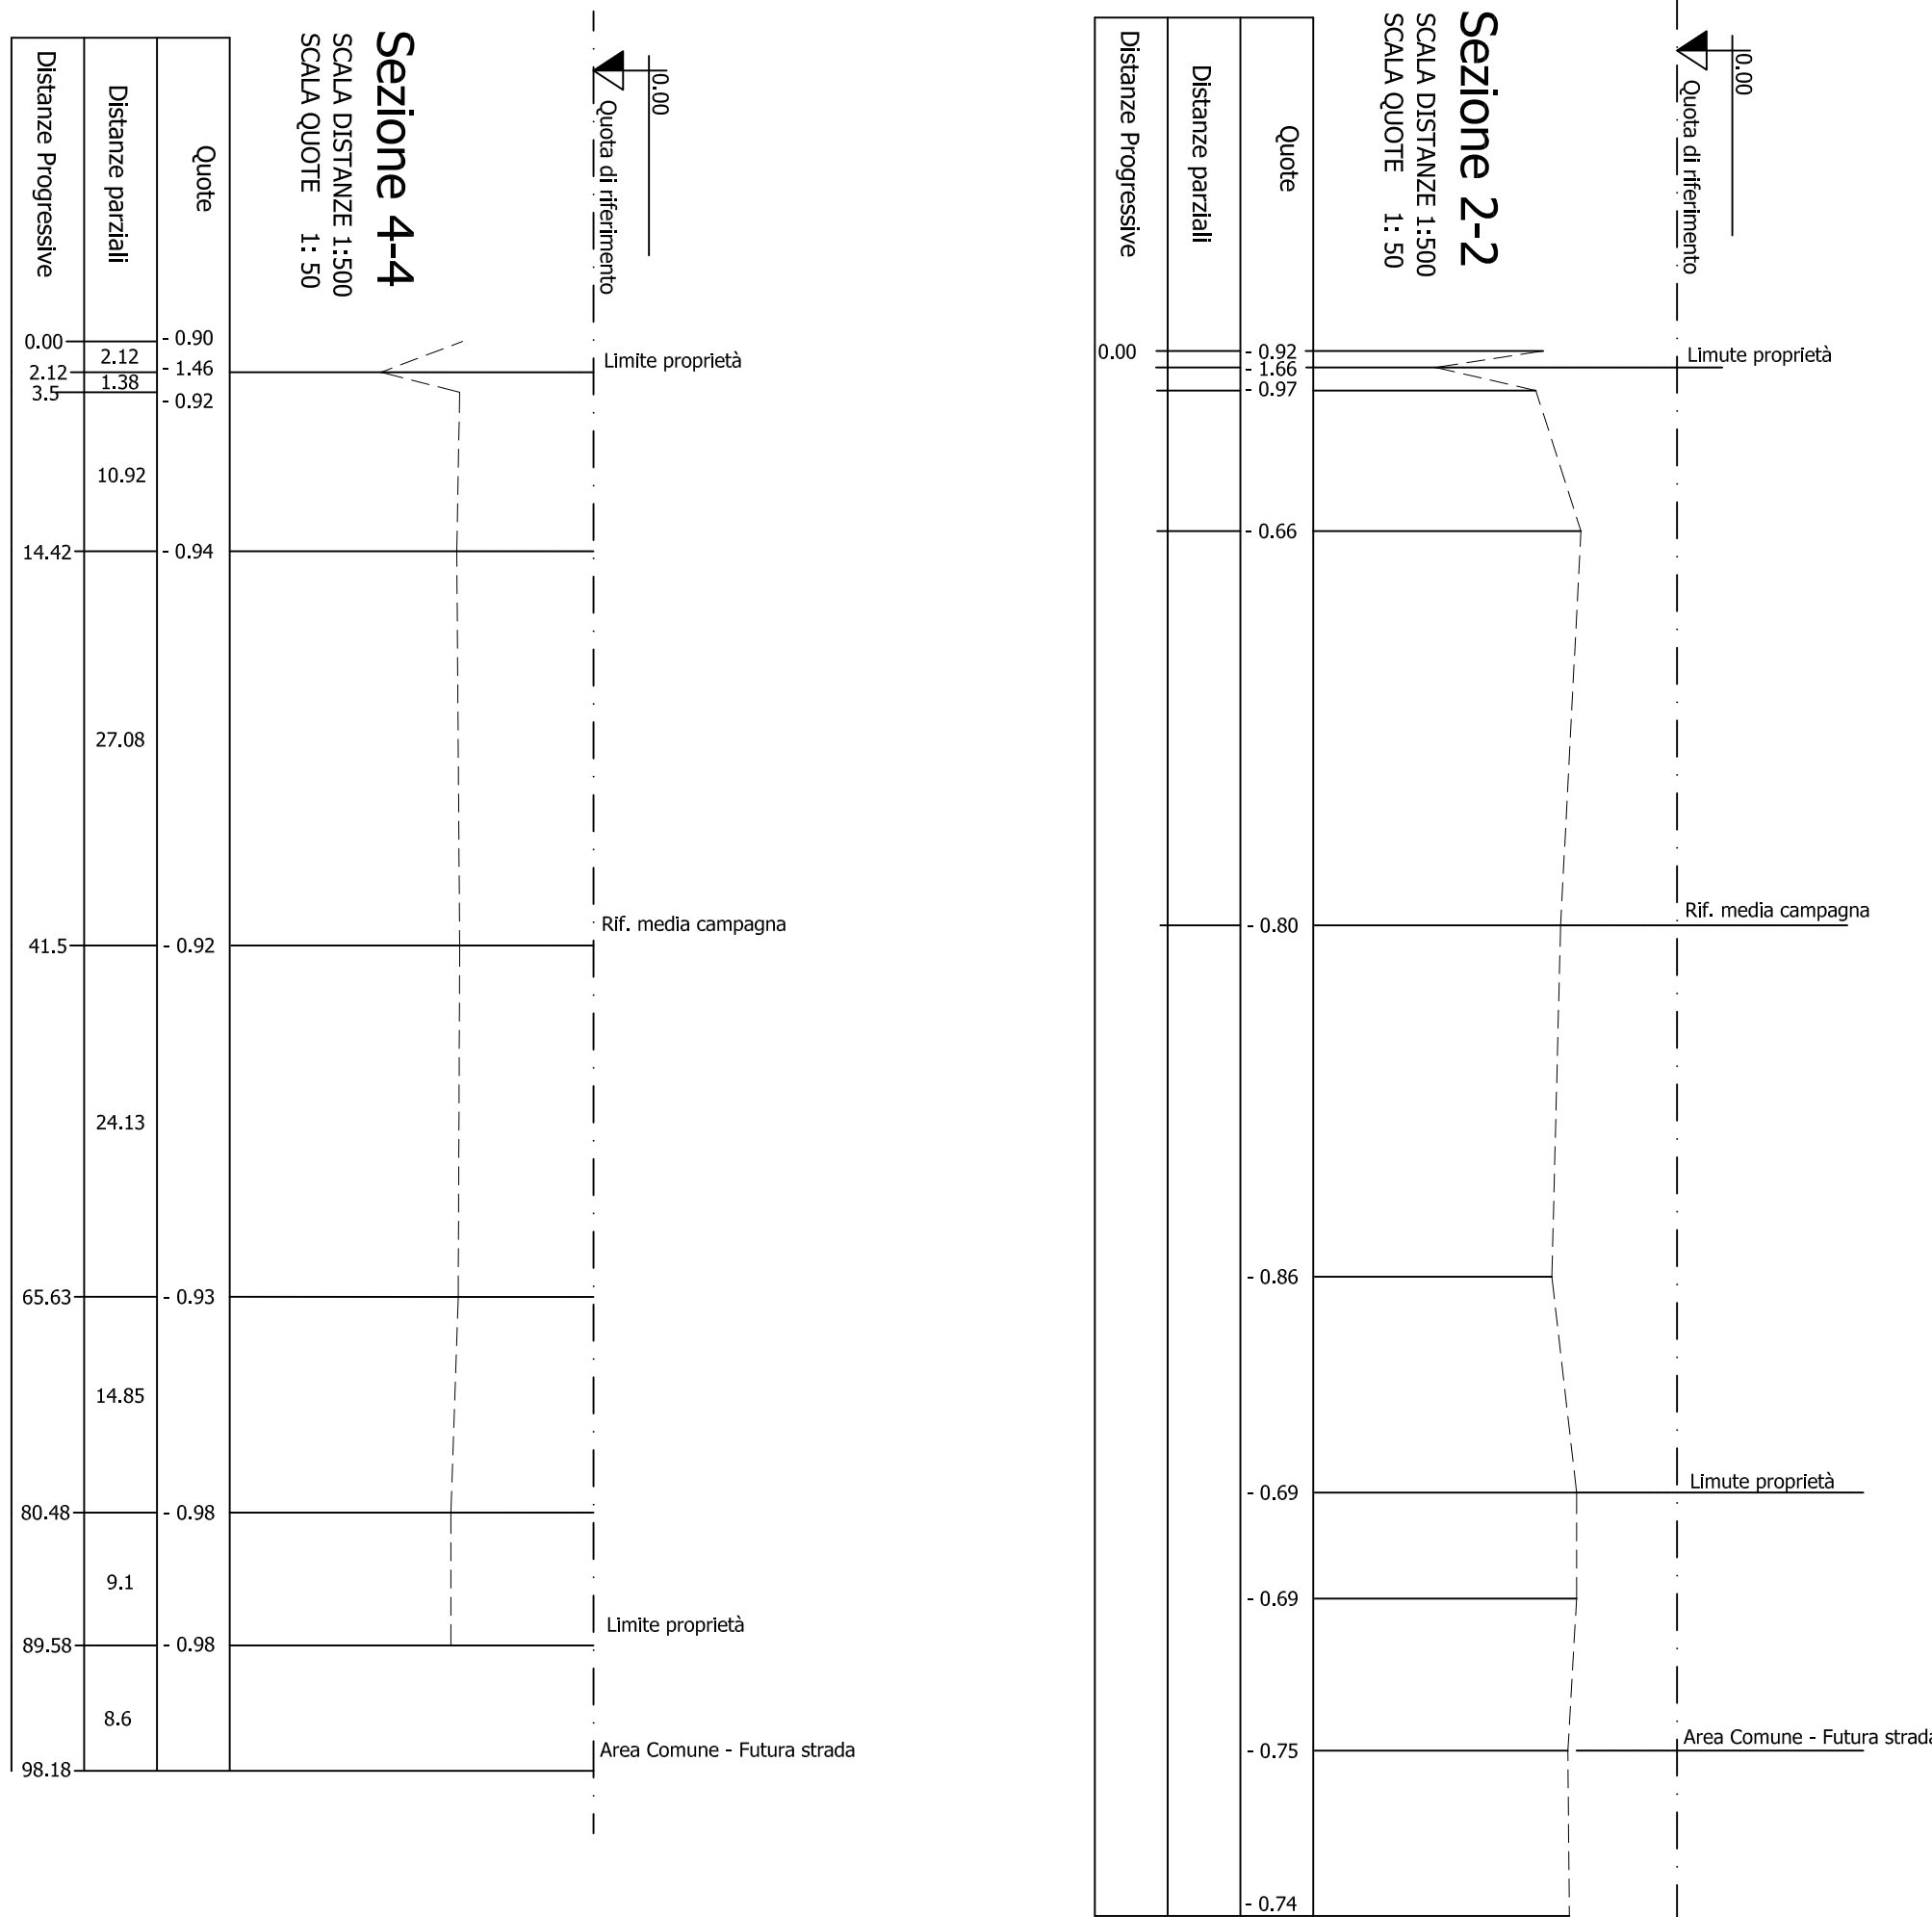 Sezione 4-4
SCALA DISTANZE 1:500
SCALA QUOTE 1: 50
0.00
Quota di riferimento
Quote
Distanze parziali
Distanze Progressive
0.00
- 0.90
2.12
Limite proprietà
2.12
- 1.46
1.38
3.5
- 0.92
10.92
14.42
- 0.94
27.08
Rif. media campagna
41.5
- 0.92
24.13
65.63
- 0.93
14.85
80.48
- 0.98
9.1
Limite proprietà
89.58
- 0.98
8.6
Area Comune - Futura strada
98.18
Sezione 2-2
SCALA DISTANZE 1:500
SCALA QUOTE 1: 50
0.00
Quota di riferimento
Quote
Distanze parziali
Distanze Progressive
0.00
- 0.92
Limute proprietà
- 1.66
- 0.97
- 0.66
Rif. media campagna
- 0.80
- 0.86
Limute proprietà
- 0.69
- 0.69
Area Comune - Futura strada
- 0.75
- 0.74